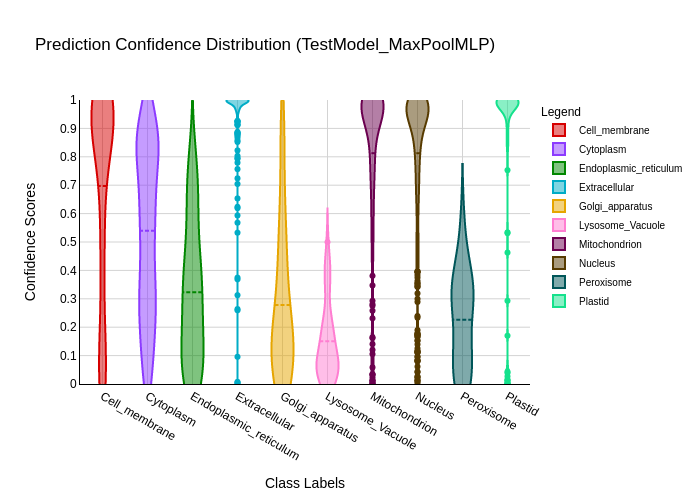 Prediction Confidence Distribution (TestModel_MaxPoolMLP)
Confidence Scores
1
0.9
0.8
0.7
0.6
0.5
0.4
0.3
0.2
0.1
0
Cell_membrane
Cytoplasm
Endoplasmic_reticulum
Extracellular
Golgi_apparatus
Lysosome_Vacuole
Mitochondrion
Nucleus
Peroxisome
Plastid
Class Labels
Legend
Cell_membrane
Cytoplasm
Endoplasmic_reticulum
Extracellular
Golgi_apparatus
Lysosome_Vacuole
Mitochondrion
Nucleus
Peroxisome
Plastid